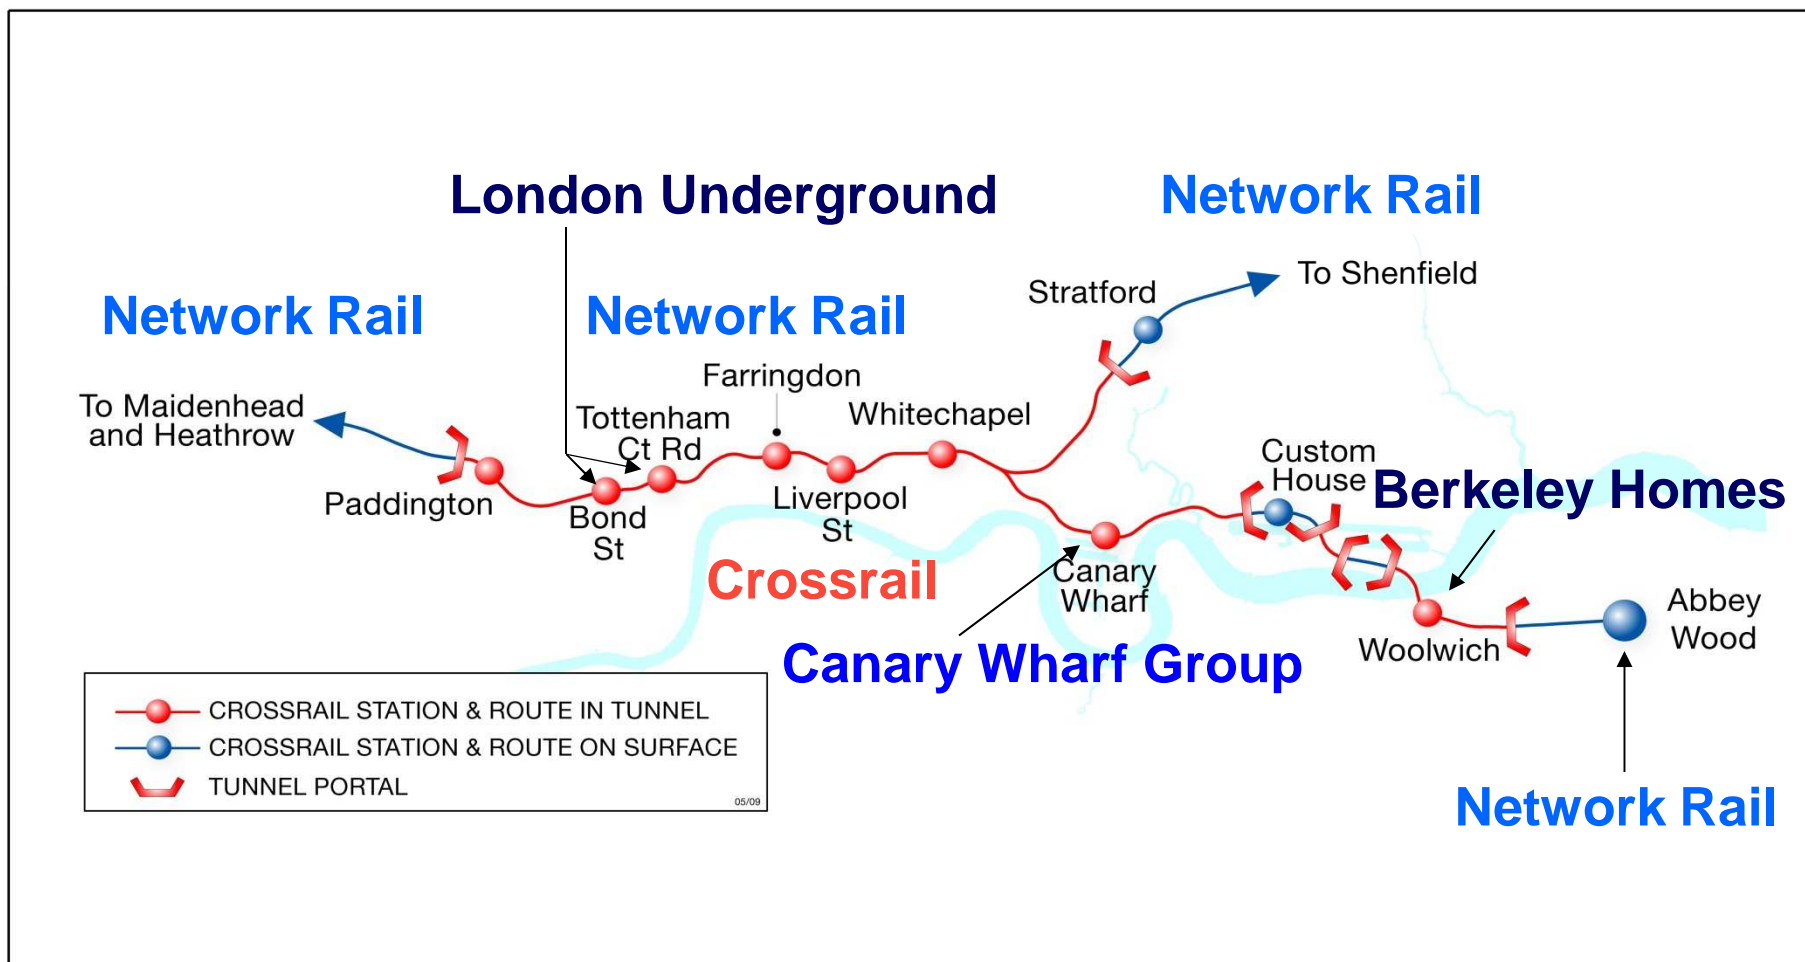 London Underground
Network Rail
To Shenfield
Stratford
Network Rail
Network Rail
Farringdon
To Maidenhead
and Heathrow
Tottenham
Ct Rd
Whitechapel
Custom
House
Berkeley Homes
Paddington
Bond
St
Liverpool
St
Crossrail
Canary
Wharf
Abbey
Wood
Woolwich
Canary Wharf Group
CROSSRAIL STATION & ROUTE IN TUNNEL
CROSSRAIL STATION & ROUTE ON SURFACE
TUNNEL PORTAL
05/09
Network Rail